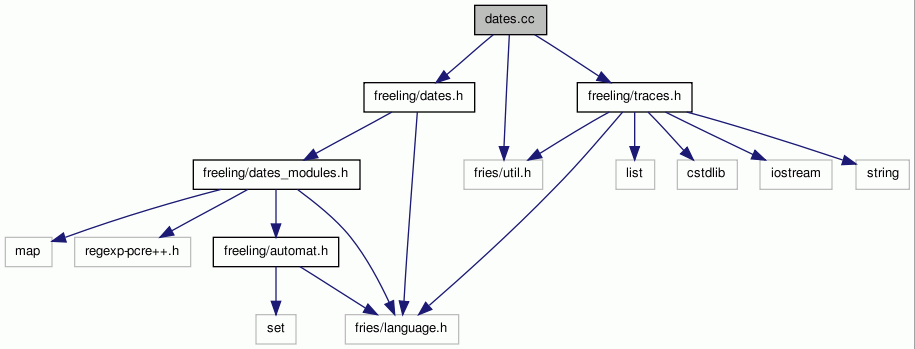 dates.cc
freeling/dates.h
freeling/traces.h
freeling/dates_modules.h
fries/util.h
list
cstdlib
iostream
string
map
regexp-pcre++.h
freeling/automat.h
set
fries/language.h